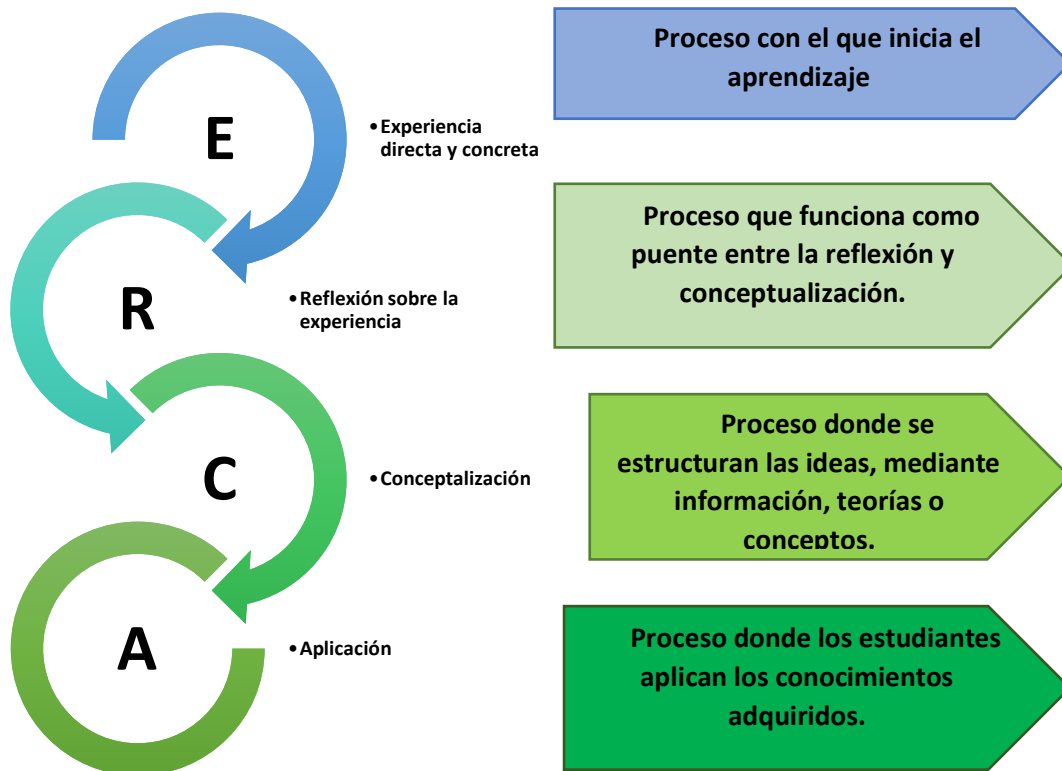 Proceso con el que inicia el
aprendizaje
E
•Experiencia
directa y concreta
Proceso que funciona como
puente entre la reflexión y
conceptualización.
R
•Reflexión sobre la
experiencia
Proceso donde se
estructuran las ideas, mediante
información, teorías o
conceptos.
C
•Conceptalización
Proceso donde los estudiantes
aplican los conocimientos
adquiridos.
A
•Aplicación